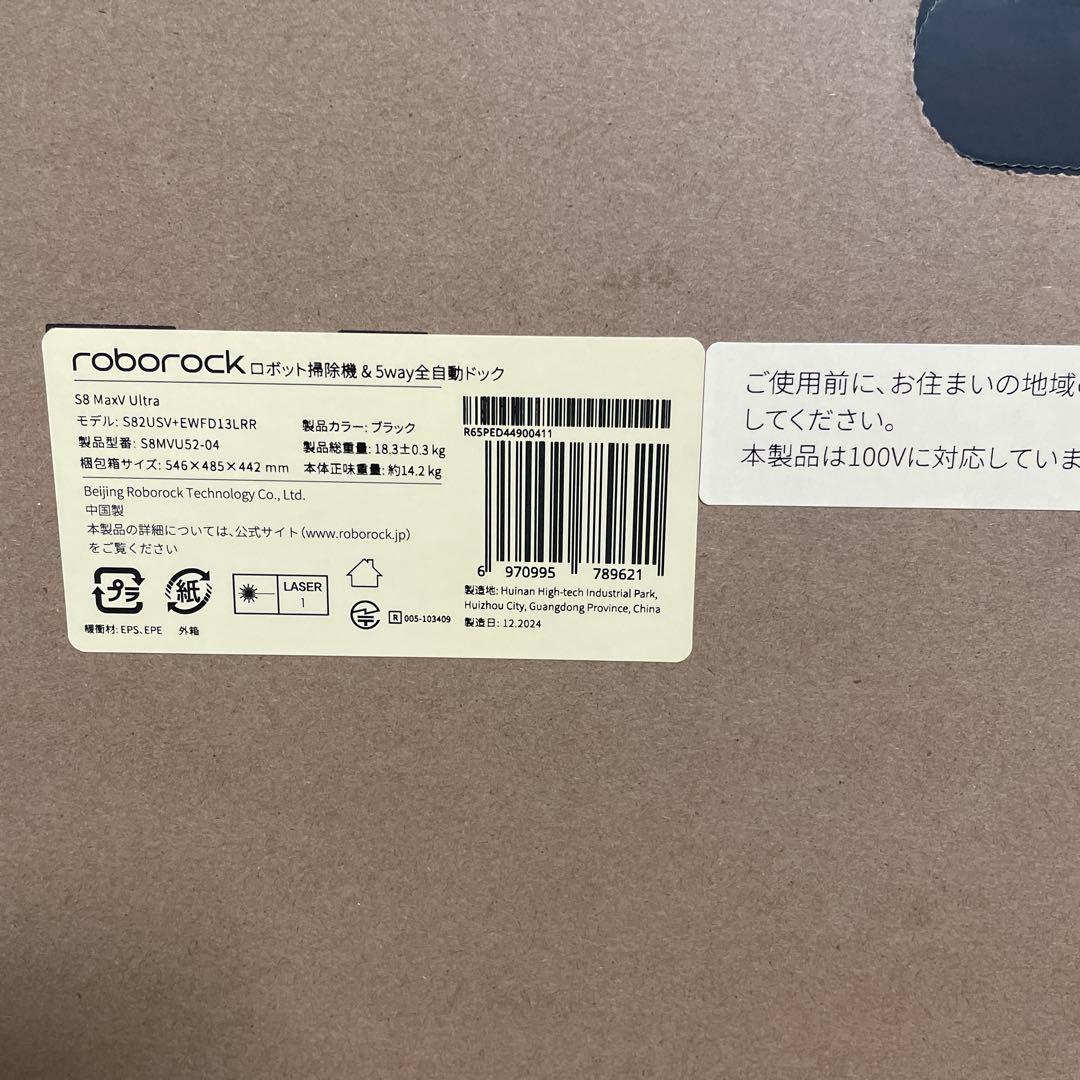 roborock ロボット掃除機 & 5way全自動ドック
S8 MaxV Ultra
モデル: S82USV+EWFD13LRR
製品カラー: ブラック
製品型番: S8MVU52-04
製品総重量: 18.3±0.3 kg
梱包箱サイズ: 546×485×442 mm
本体正味重量: 約14.2 kg
Beijing Roborock Technology Co., Ltd.
中国製
本製品の詳細については、公式サイト(www.roborock.jp)
をご覧ください
プラ
紙
LASER
1
緩衝材: EPS、EPE
外箱
R 005-103409
R65PED44900411
6 970995 789621
製造地: Huinan High-tech Industrial Park,
Huizhou City, Guangdong Province, China
製造日: 12.2024
ご使用前に、お住まいの地域
してください。
本製品は100Vに対応していま